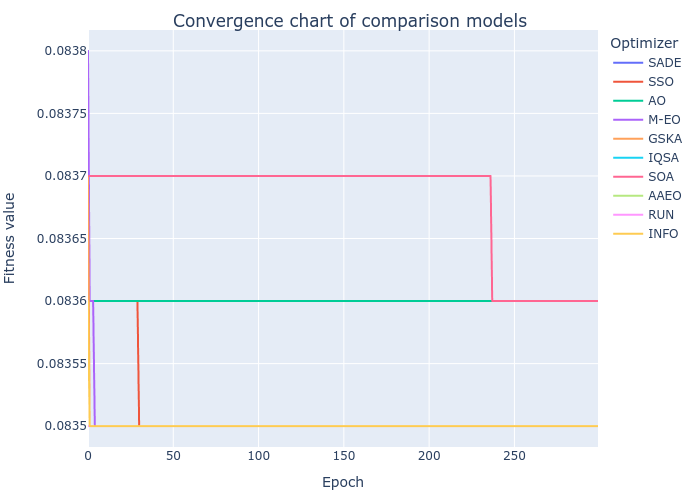 Convergence chart of comparison models
Optimizer
SADE
SSO
AO
M-EO
GSKA
IQSA
SOA
AAEO
RUN
INFO
Fitness value
0.0838
0.08375
0.0837
0.08365
0.0836
0.08355
0.0835
0
50
100
150
200
250
Epoch